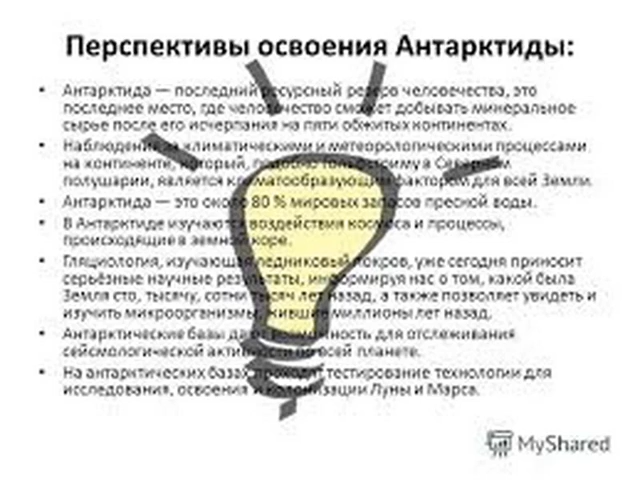 Перспективы освоения Антарктиды:
• Антарктида — последний ресурсный резерв человечества, это
последнее место, где человечество сможет добывать минеральное
сырье после его исчерпания на пяти обжитых континентах.
• Наблюдения за климатическими и метеорологическими процессами
на континенте, который, подобно Гольфстриму в Северном
полушарии, является климатообразующим фактором для всей Земли.
• Антарктида — это около 80 % мировых запасов пресной воды.
• В Антарктиде изучаются воздействия космоса и процессы,
происходящие в земной коре.
• Гляциология, изучающая ледниковый покров, уже сегодня приносит
серьёзные научные результаты, информируя нас о том, какой была
Земля сто, тысячу, сотни тысяч лет назад, а также позволяет увидеть и
изучить микроорганизмы, жившие миллионы лет назад.
• Антарктические базы дают возможность для отслеживания
сейсмологической активности по всей планете.
• На антарктических базах проходят тестирование технологии для
исследования, освоения и колонизации Луны и Марса.
MyShared